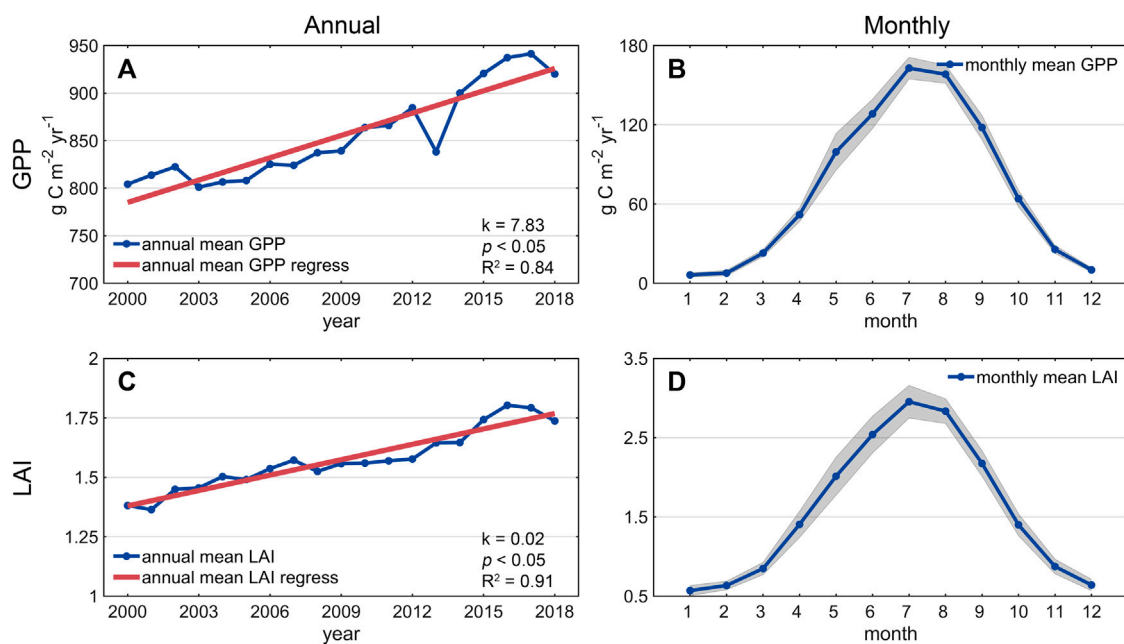 Annual
Monthly
GPP
g C m⁻² yr⁻¹
950
900
850
800
750
700
A
annual mean GPP
annual mean GPP regress
k = 7.83
p < 0.05
R² = 0.84
2000 2003 2006 2009 2012 2015 2018
year
g C m⁻² yr⁻¹
180
120
60
0
B
monthly mean GPP
1 2 3 4 5 6 7 8 9 10 11 12
month
LAI
2
1.75
1.5
1.25
1
C
annual mean LAI
annual mean LAI regress
k = 0.02
p < 0.05
R² = 0.91
2000 2003 2006 2009 2012 2015 2018
year
3.5
2.5
1.5
0.5
D
monthly mean LAI
1 2 3 4 5 6 7 8 9 10 11 12
month